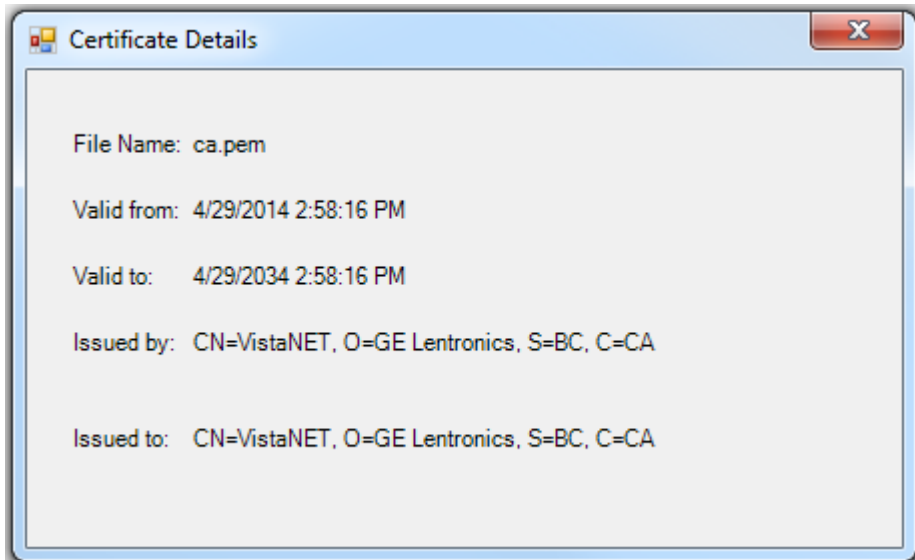 Certificate Details
File Name: ca.pem
Valid from: 4/29/2014 2:58:16 PM
Valid to: 4/29/2034 2:58:16 PM
Issued by: CN=VistaNET, O=GE Lentronics, S=BC, C=CA
Issued to: CN=VistaNET, O=GE Lentronics, S=BC, C=CA